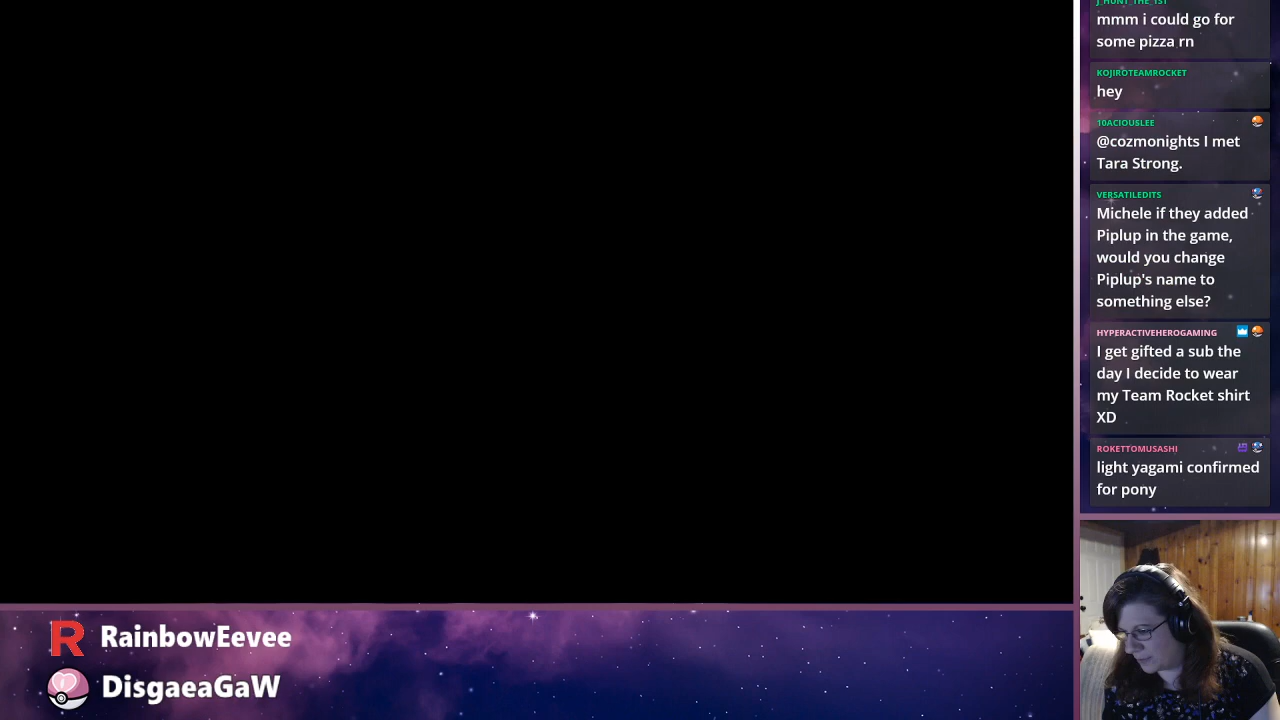 J_HUNT_THE_1ST
mmm i could go for
some pizza rn
KOJIROTEAMROCKET
hey
10ACIOUSLEE
@cozmonights I met
Tara Strong.
VERSATILEDITS
Michele if they added
Piplup in the game,
would you change
Piplup's name to
something else?
HYPERACTIVEHEROGAMING
I get gifted a sub the
day I decide to wear
my Team Rocket shirt
XD
ROKETTOMUSASHI
light yagami confirmed
for pony
R RainbowEevee
DisgaeaGaW